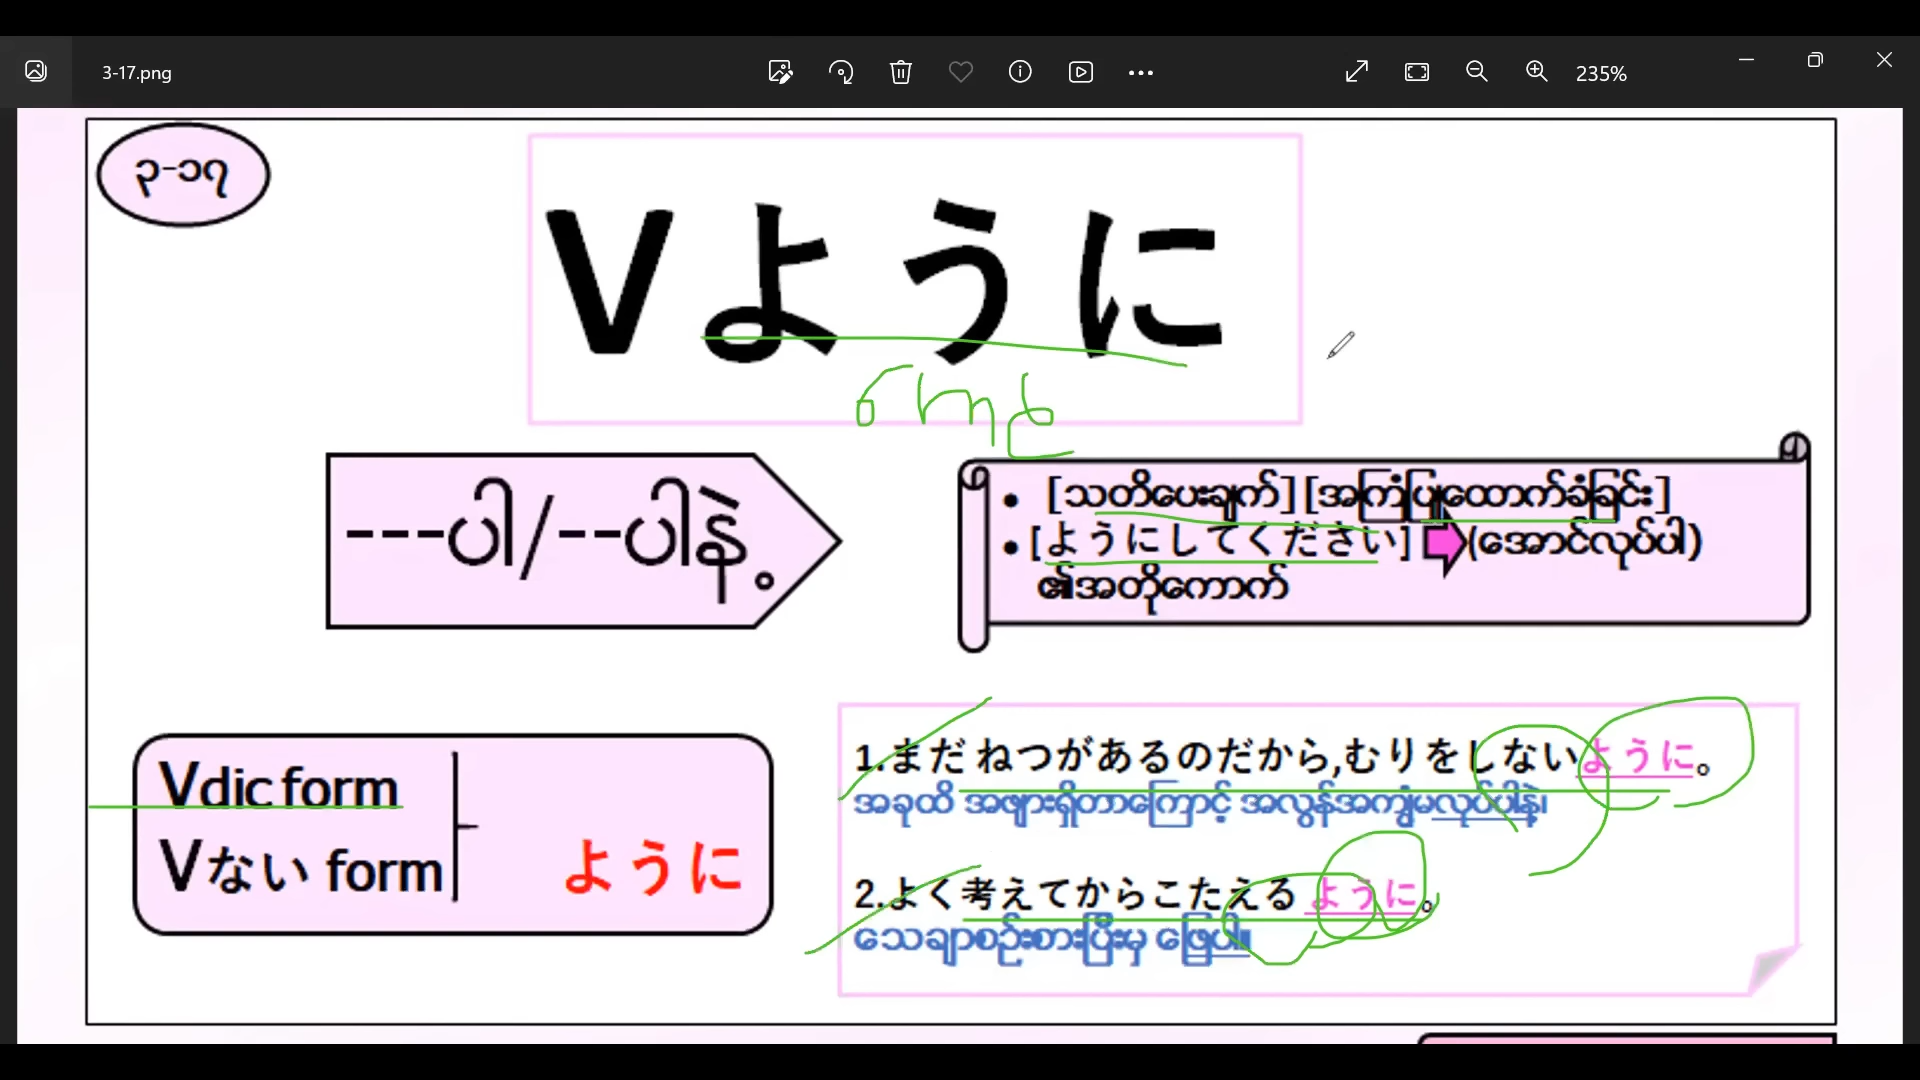 3-17.png
235%
၃-၁၇
Vように
---ပါ/--ပါနဲ့.
• [သတိပေးချက်][အကြံပြုထောက်ခံခြင်း]
• [ようにしてください] (အောင်လုပ်ပါ)
၏အတိုကောက်
Vdic form
Vない form
ように
1.まだ ねつがあるのだから,むりをしないように。
အခုထိ အဖျားရှိတာကြောင့် အလွန်အကျွံမလုပ်ပါနဲ့၊
2.よく考えてからこたえる ように。
သေချာစဉ်းစားပြီးမှ ဖြေပါ။